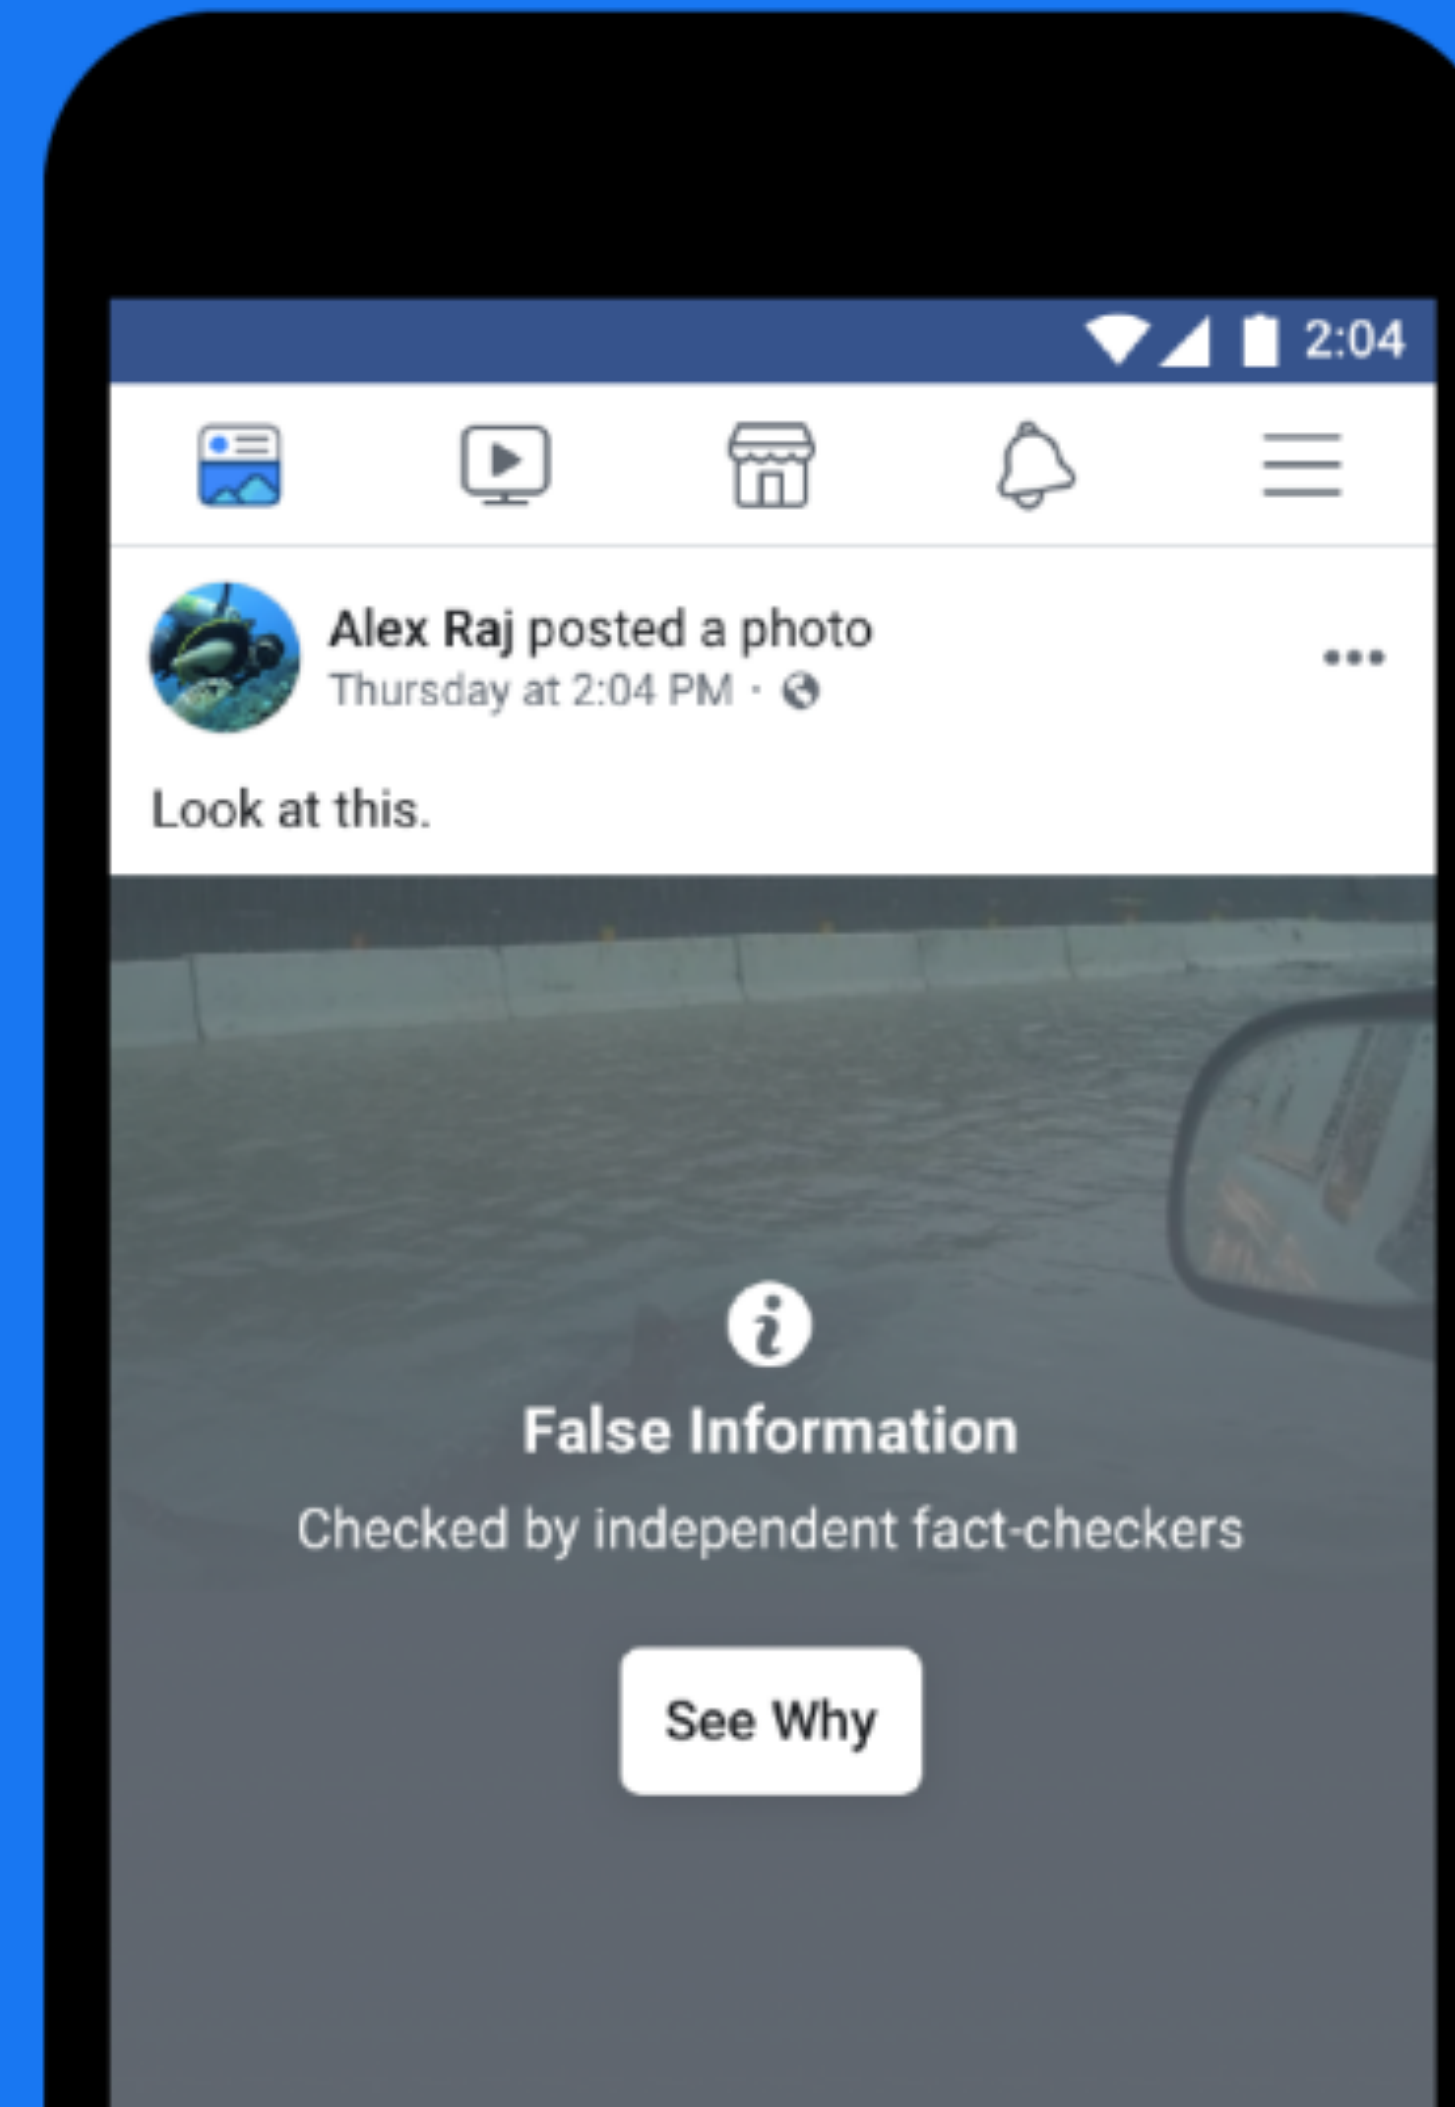 2:04
Alex Raj posted a photo
Thursday at 2:04 PM ·
Look at this.
False Information
Checked by independent fact-checkers
See Why